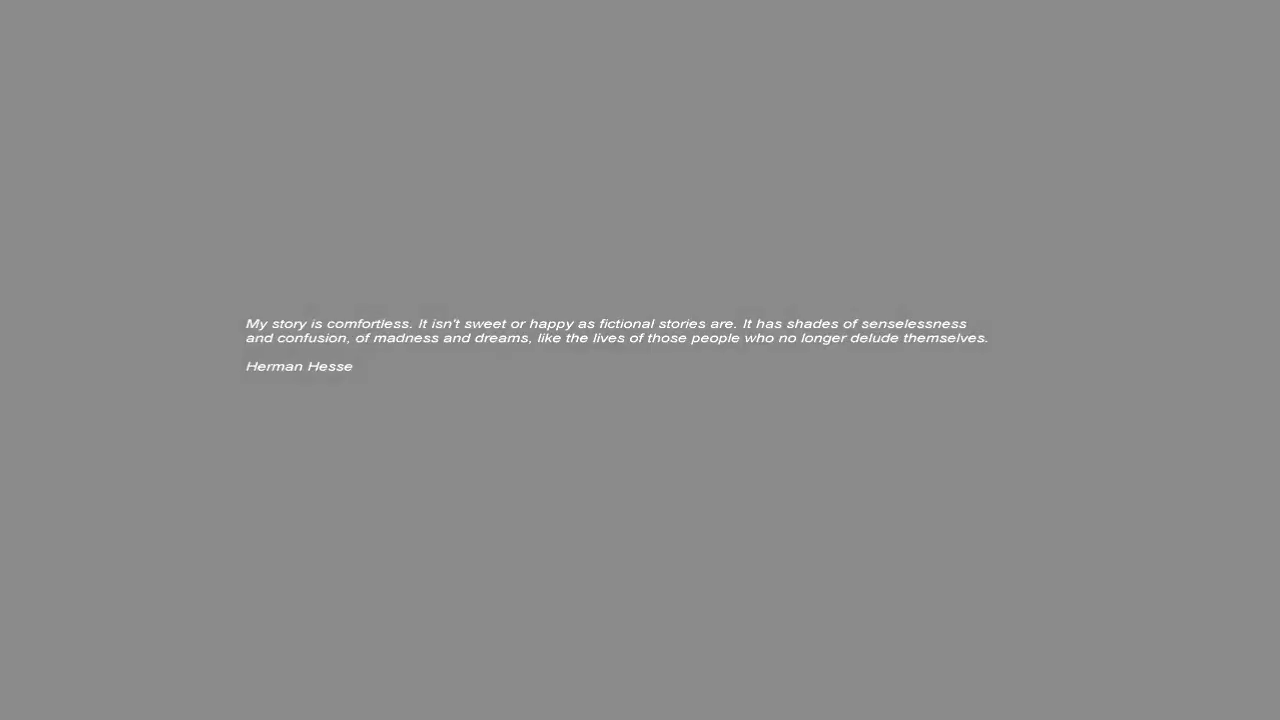 My story is comfortless. It isn't sweet or happy as fictional stories are. It has shades of senselessness
and confusion, of madness and dreams, like the lives of those people who no longer delude themselves.
Herman Hesse